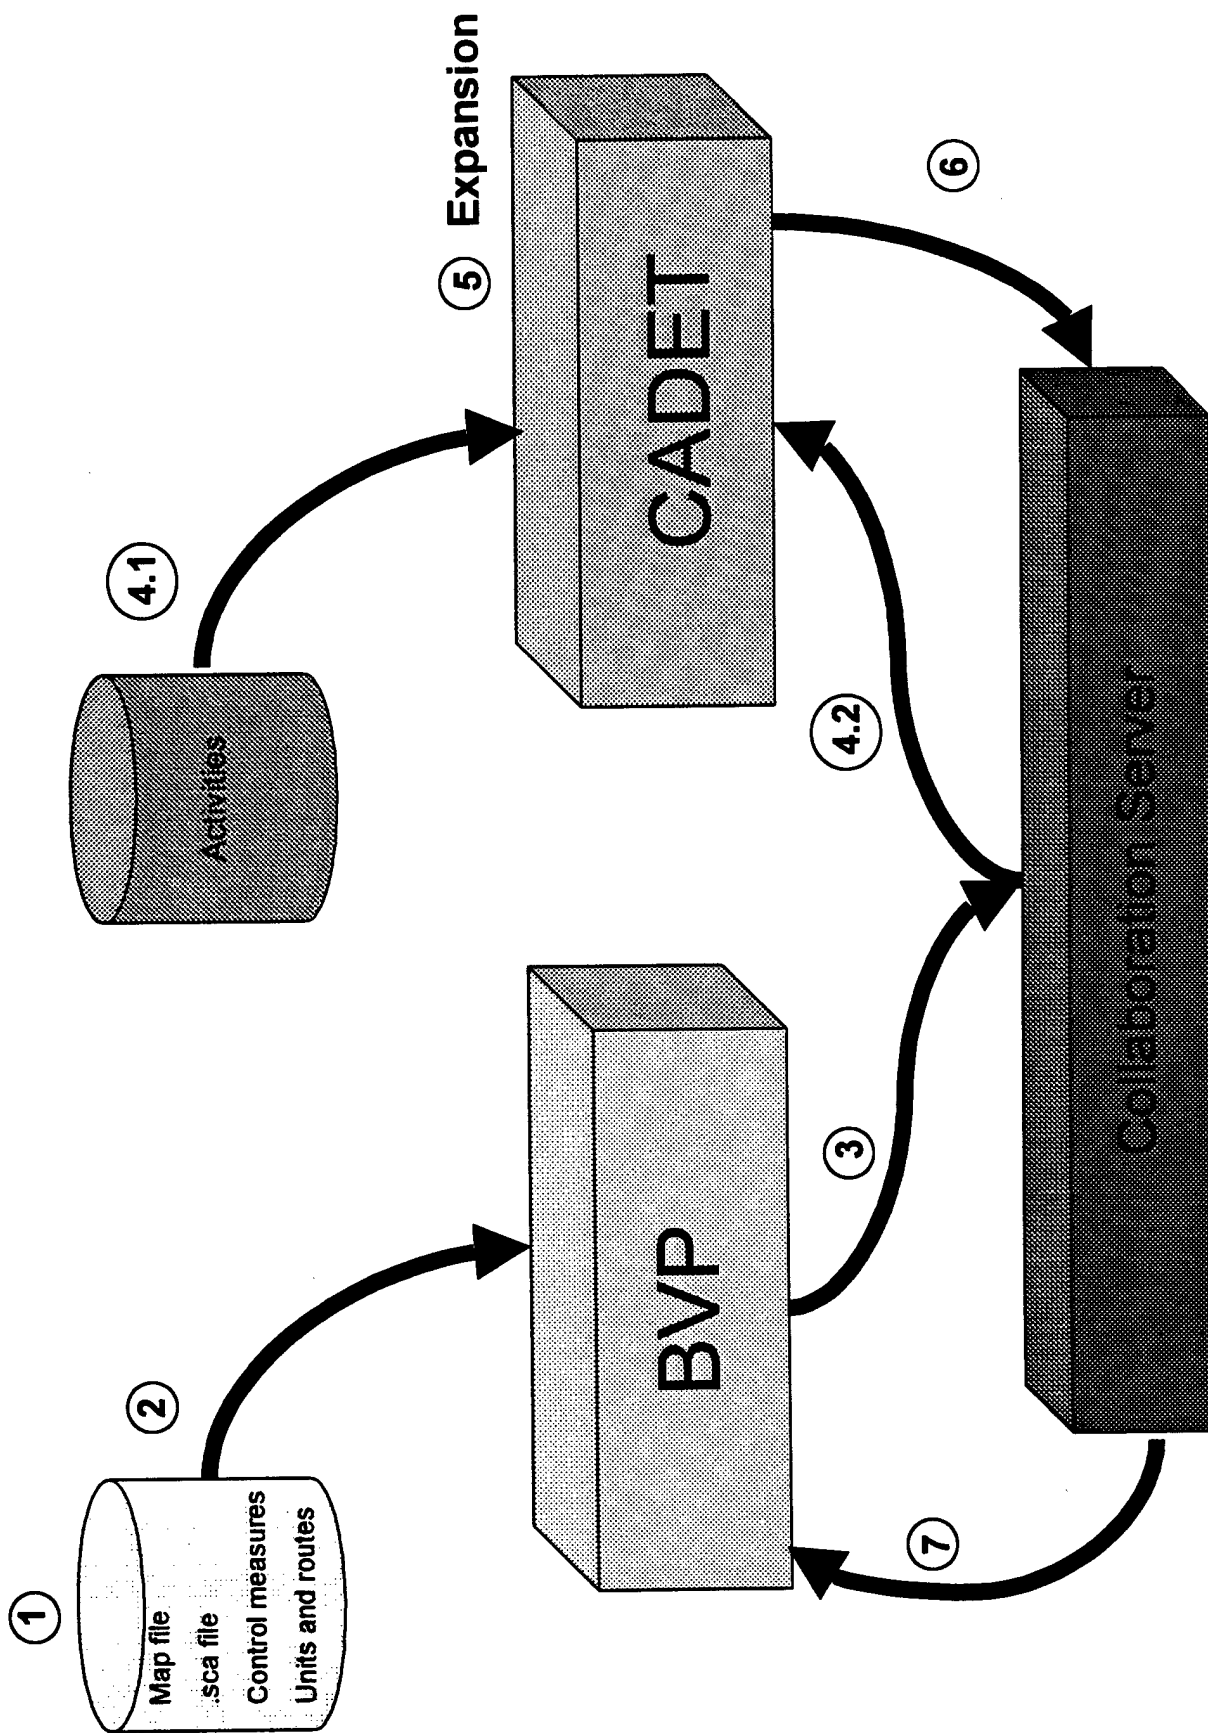 1
Map file
.sca file
Control measures
Units and routes
2
BVP
3
Activities
4.1
4.2
5 Expansion
CADET
6
Collaboration Server
7